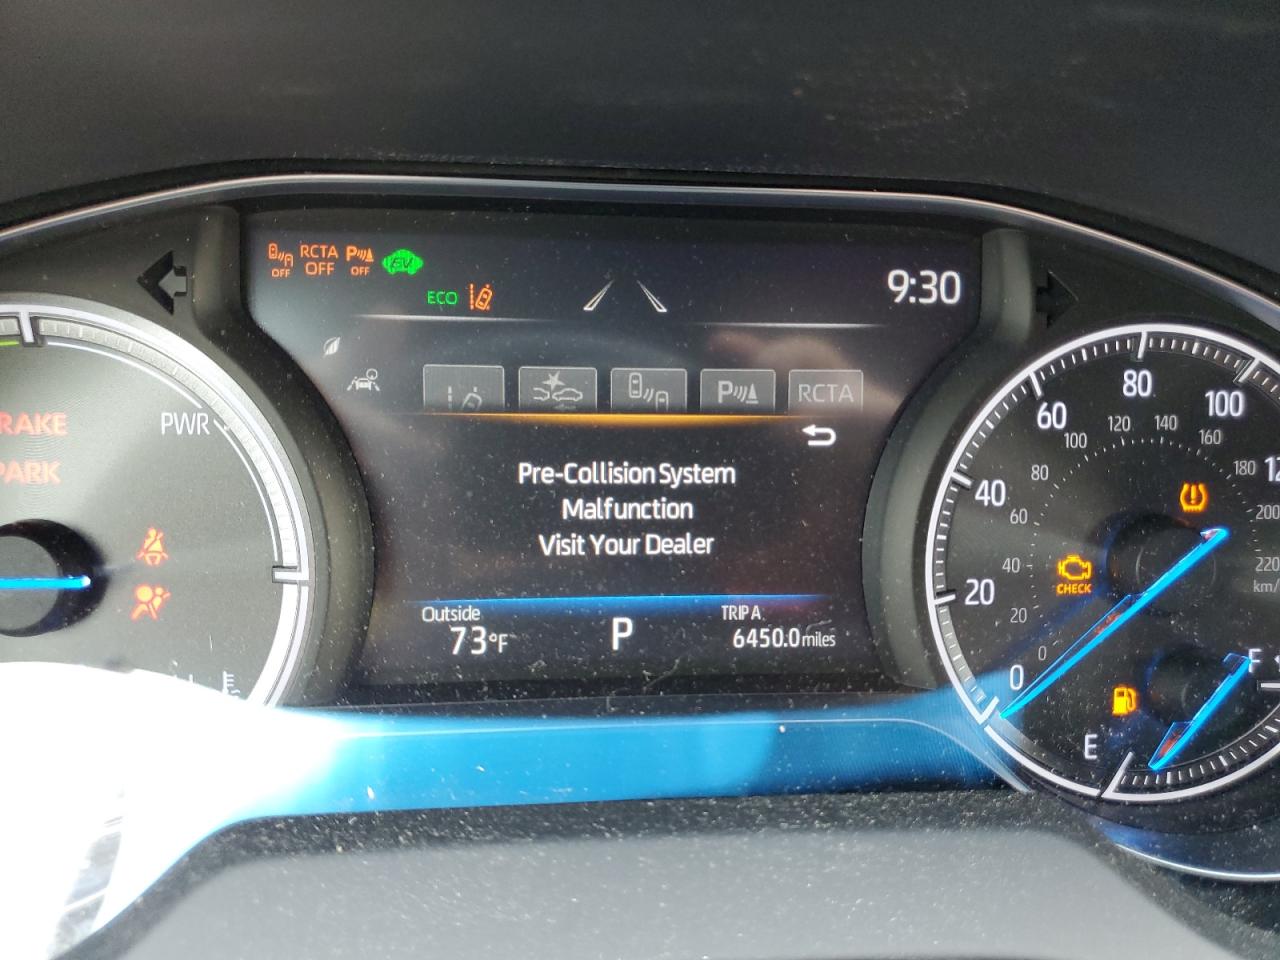 OFF
RCTA
OFF
P
OFF
EV
ECO
9:30
RAKE
PARK
PWR
P
RCTA
Pre-Collision System
Malfunction
Visit Your Dealer
Outside
73°F
P
TRIP A
6450.0 miles
0
20
40
60
80
100
12
0
20
40
60
80
100
120
140
160
180
200
220
km/
CHECK
E
F